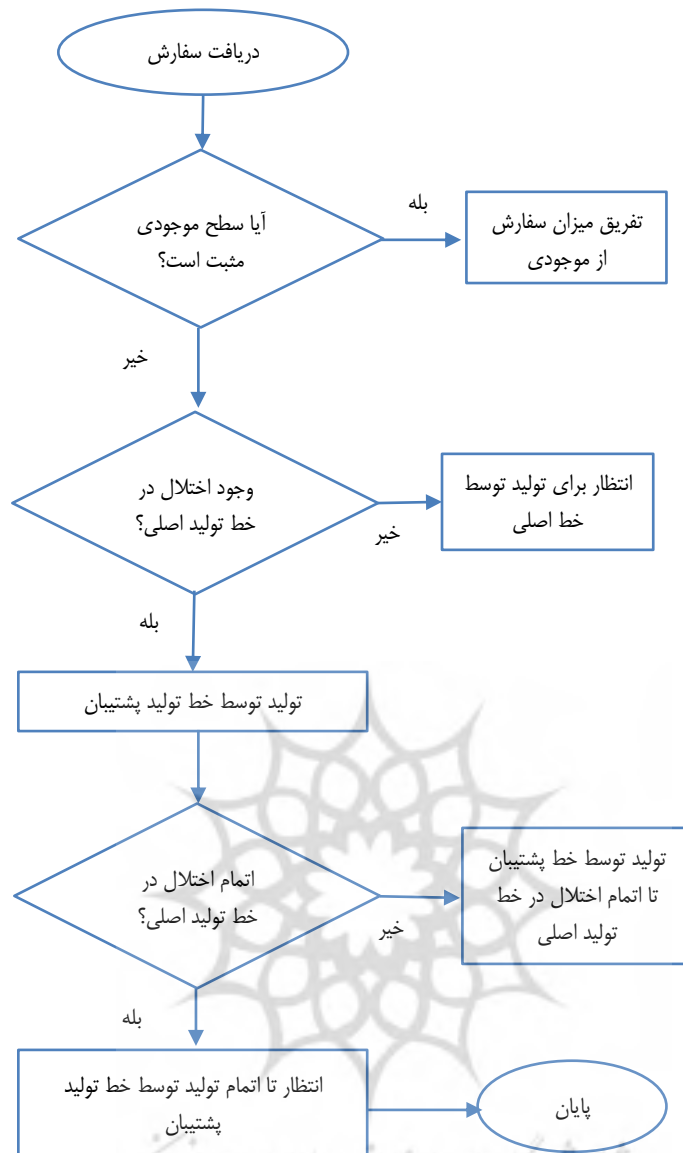 دریافت سفارش
آیا سطح موجودی
مثبت است؟
بله
تفریق میزان سفارش
از موجودی
خیر
وجود اختلال در
خط تولید اصلی؟
خیر
انتظار برای تولید توسط
خط اصلی
بله
تولید توسط خط تولید پشتیبان
اتمام اختلال در
خط تولید اصلی؟
خیر
تولید توسط خط پشتیبان
تا اتمام اختلال در خط
تولید اصلی
بله
انتظار تا اتمام تولید توسط خط تولید
پشتیبان
پایان